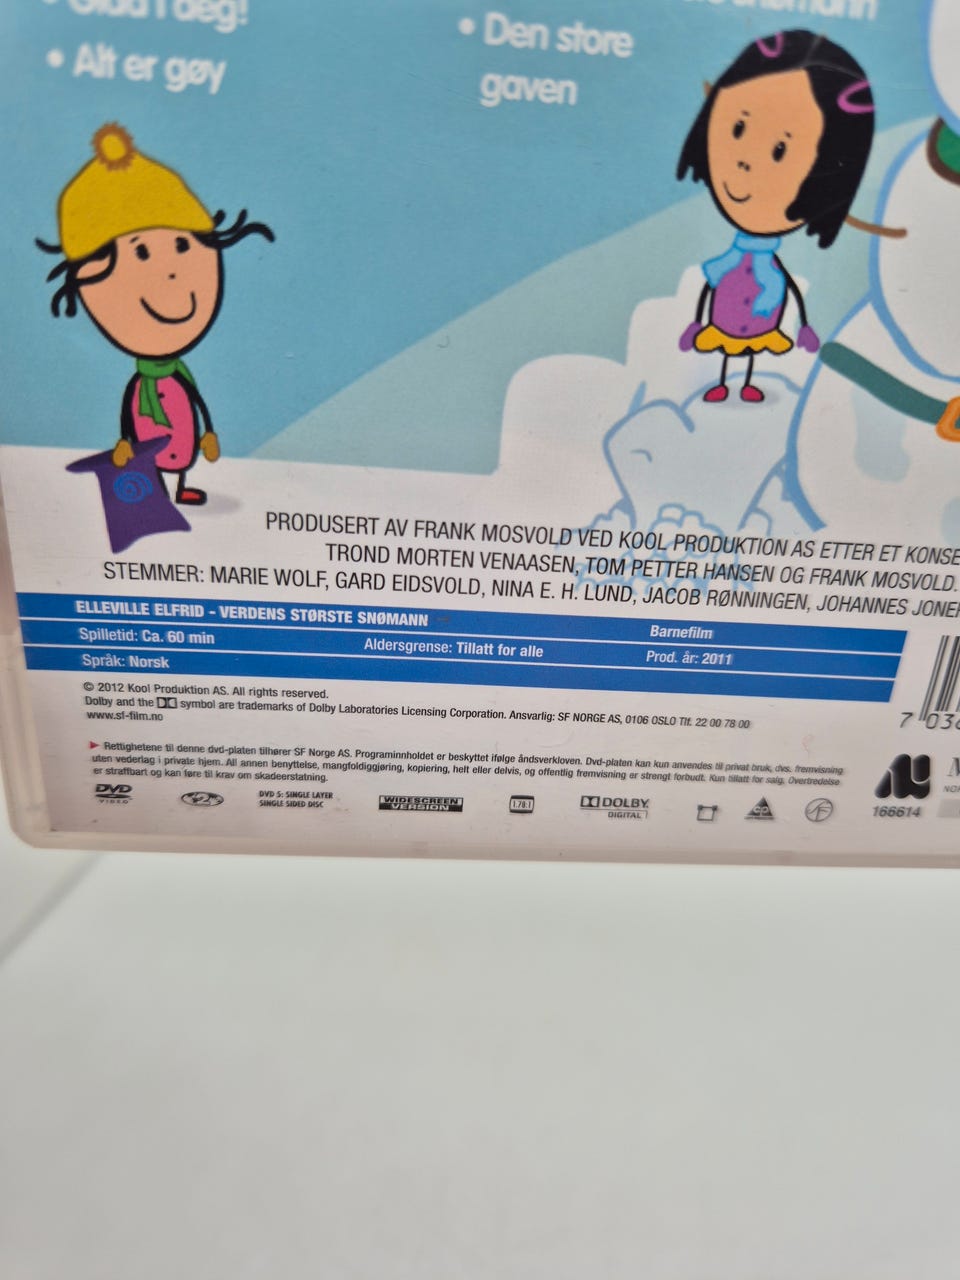 i deg!
• Alt er gøy
• Den store
gaven
PRODUSERT AV FRANK MOSVOLD VED KOOL PRODUKTION AS ETTER ET KONSE
TROND MORTEN VENAASEN, TOM PETTER HANSEN OG FRANK MOSVOLD.
STEMMER: MARIE WOLF, GARD EIDSVOLD, NINA E. H. LUND, JACOB RØNNINGEN, JOHANNES JONER
ELLEVILLE ELFRID - VERDENS STØRSTE SNØMANN
Barnefilm
Spilletid: Ca. 60 min
Aldersgrense: Tillatt for alle
Prod. år: 2011
Språk: Norsk
© 2012 Kool Produktion AS. All rights reserved.
Dolby and the DD symbol are trademarks of Dolby Laboratories Licensing Corporation. Ansvarlig: SF NORGE AS, 0106 OSLO Tlf. 22 00 78 00
www.sf-film.no
► Rettighetene til denne dvd-platen tilhører SF Norge AS. Programinnholdet er beskyttet ifølge åndsverkloven. Dvd-platen kan kun anvendes til privat bruk, dvs. fremvisning
uten vederlag i private hjem. All annen benyttelse, mangfoldiggjøring, kopiering, helt eller delvis, og offentlig fremvisning er strengt forbudt. Kun tillatt for salg. Overtredelse
er straffbart og kan føre til krav om skadeerstatning.
DVD
VIDEO
2
DVD 5: SINGLE LAYER
SINGLE SIDED DISC
WIDESCREEN
VERSION
1.78:1
DOLBY
DIGITAL
166614